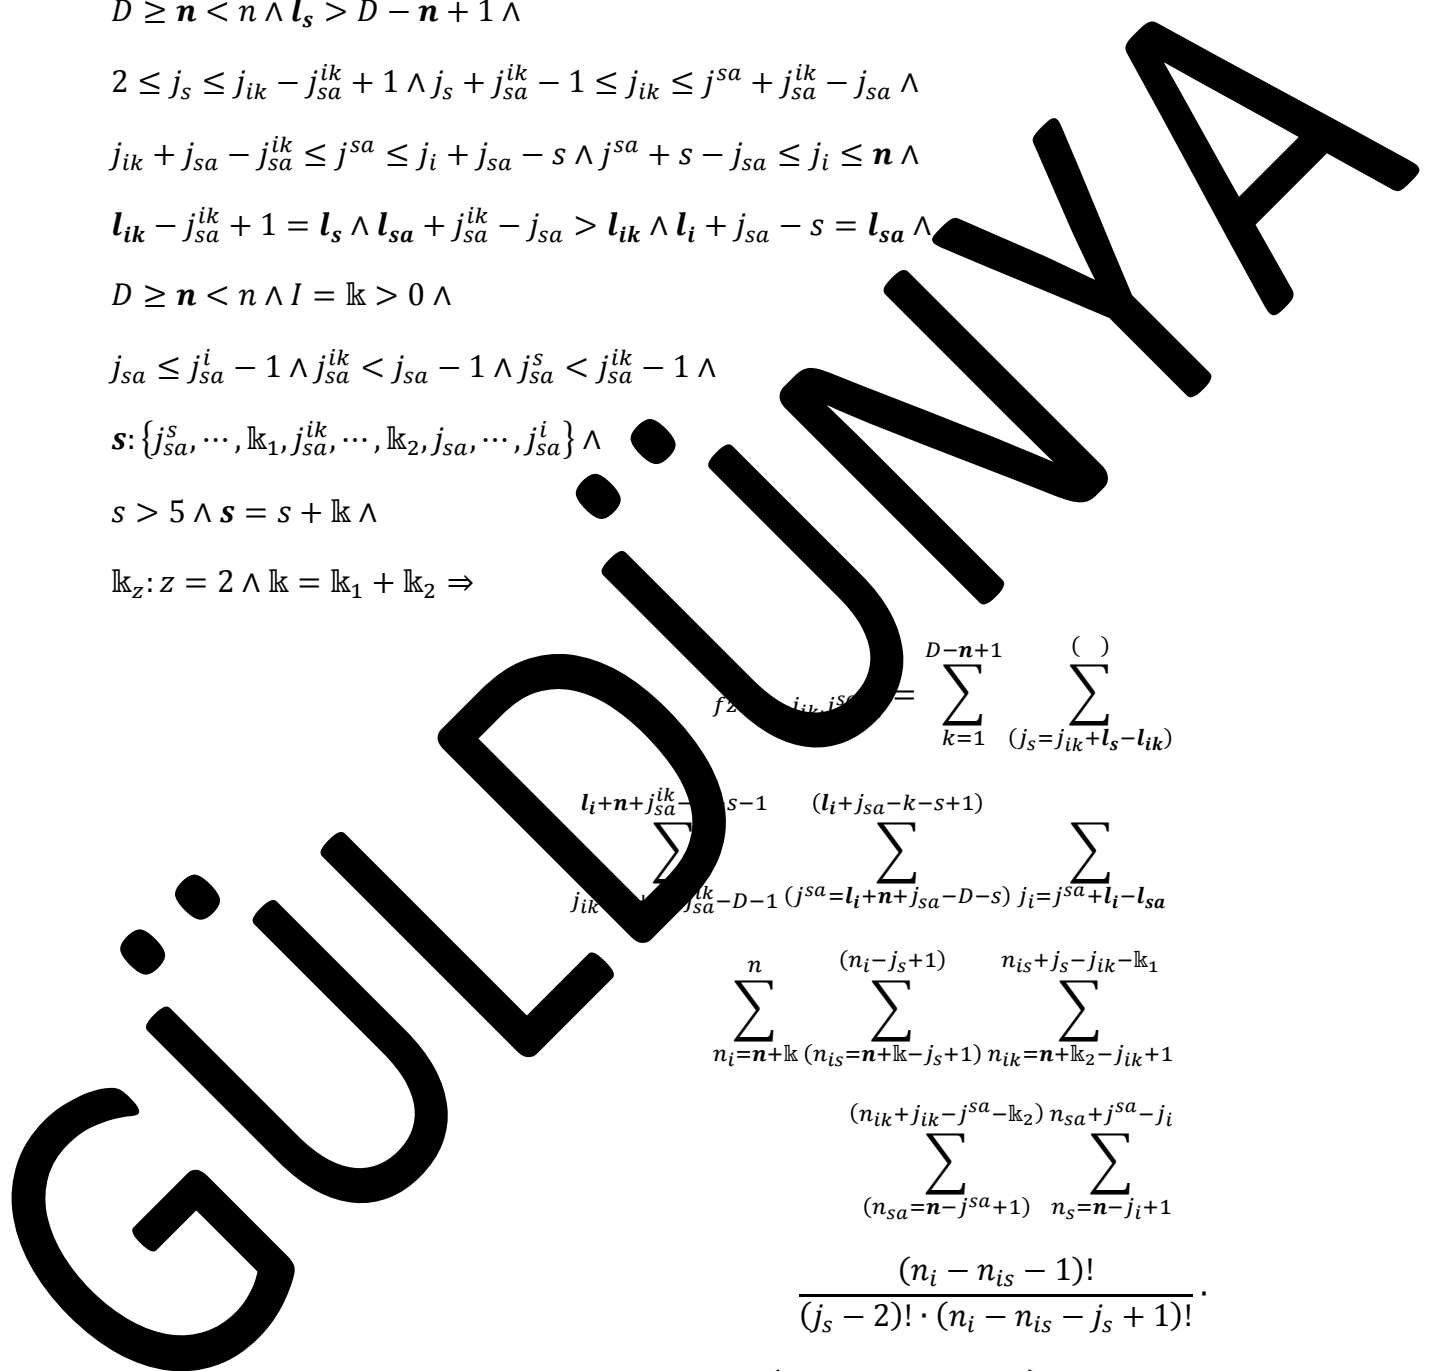 D ≥ n < n ∧ l_s > D − n + 1 ∧
2 ≤ j_s ≤ j_{ik} − j_{sa}^{ik} + 1 ∧ j_s + j_{sa}^{ik} − 1 ≤ j_{ik} ≤ j^{sa} + j_{sa}^{ik} − j_{sa} ∧
j_{ik} + j_{sa} − j_{sa}^{ik} ≤ j^{sa} ≤ j_i + j_{sa} − s ∧ j^{sa} + s − j_{sa} ≤ j_i ≤ n ∧
l_{ik} − j_{sa}^{ik} + 1 = l_s ∧ l_{sa} + j_{sa}^{ik} − j_{sa} > l_{ik} ∧ l_i + j_{sa} − s = l_{sa} ∧
D ≥ n < n ∧ I = 𝕜 > 0 ∧
j_{sa} ≤ j_{sa}^{i} − 1 ∧ j_{sa}^{ik} < j_{sa} − 1 ∧ j_{sa}^{s} < j_{sa}^{ik} − 1 ∧
s: {j_{sa}^{s}, ⋯, 𝕜_1, j_{sa}^{ik}, ⋯, 𝕜_2, j_{sa}, ⋯, j_{sa}^{i}} ∧
s > 5 ∧ s = s + 𝕜 ∧
𝕜_z: z = 2 ∧ 𝕜 = 𝕜_1 + 𝕜_2 ⇒
= ∑_{k=1}^{D−n+1} ∑_{(j_s=j_{ik}+l_s−l_{ik})}^{( )}
∑ ∑_{(j^{sa}=l_i+n+j_{sa}−D−s)}^{(l_i+j_{sa}−k−s+1)} ∑_{j_i=j^{sa}+l_i−l_{sa}}
∑_{n_i=n+𝕜}^{n} ∑_{(n_{is}=n+𝕜−j_s+1)}^{(n_i−j_s+1)} ∑_{n_{ik}=n+𝕜_2−j_{ik}+1}^{n_{is}+j_s−j_{ik}−𝕜_1}
∑_{(n_{sa}=n−j^{sa}+1)}^{(n_{ik}+j_{ik}−j^{sa}−𝕜_2)} ∑_{n_s=n−j_i+1}^{n_{sa}+j^{sa}−j_i}
(n_i − n_{is} − 1)!
(j_s − 2)! · (n_i − n_{is} − j_s + 1)! ·
GÜLDÜNYA